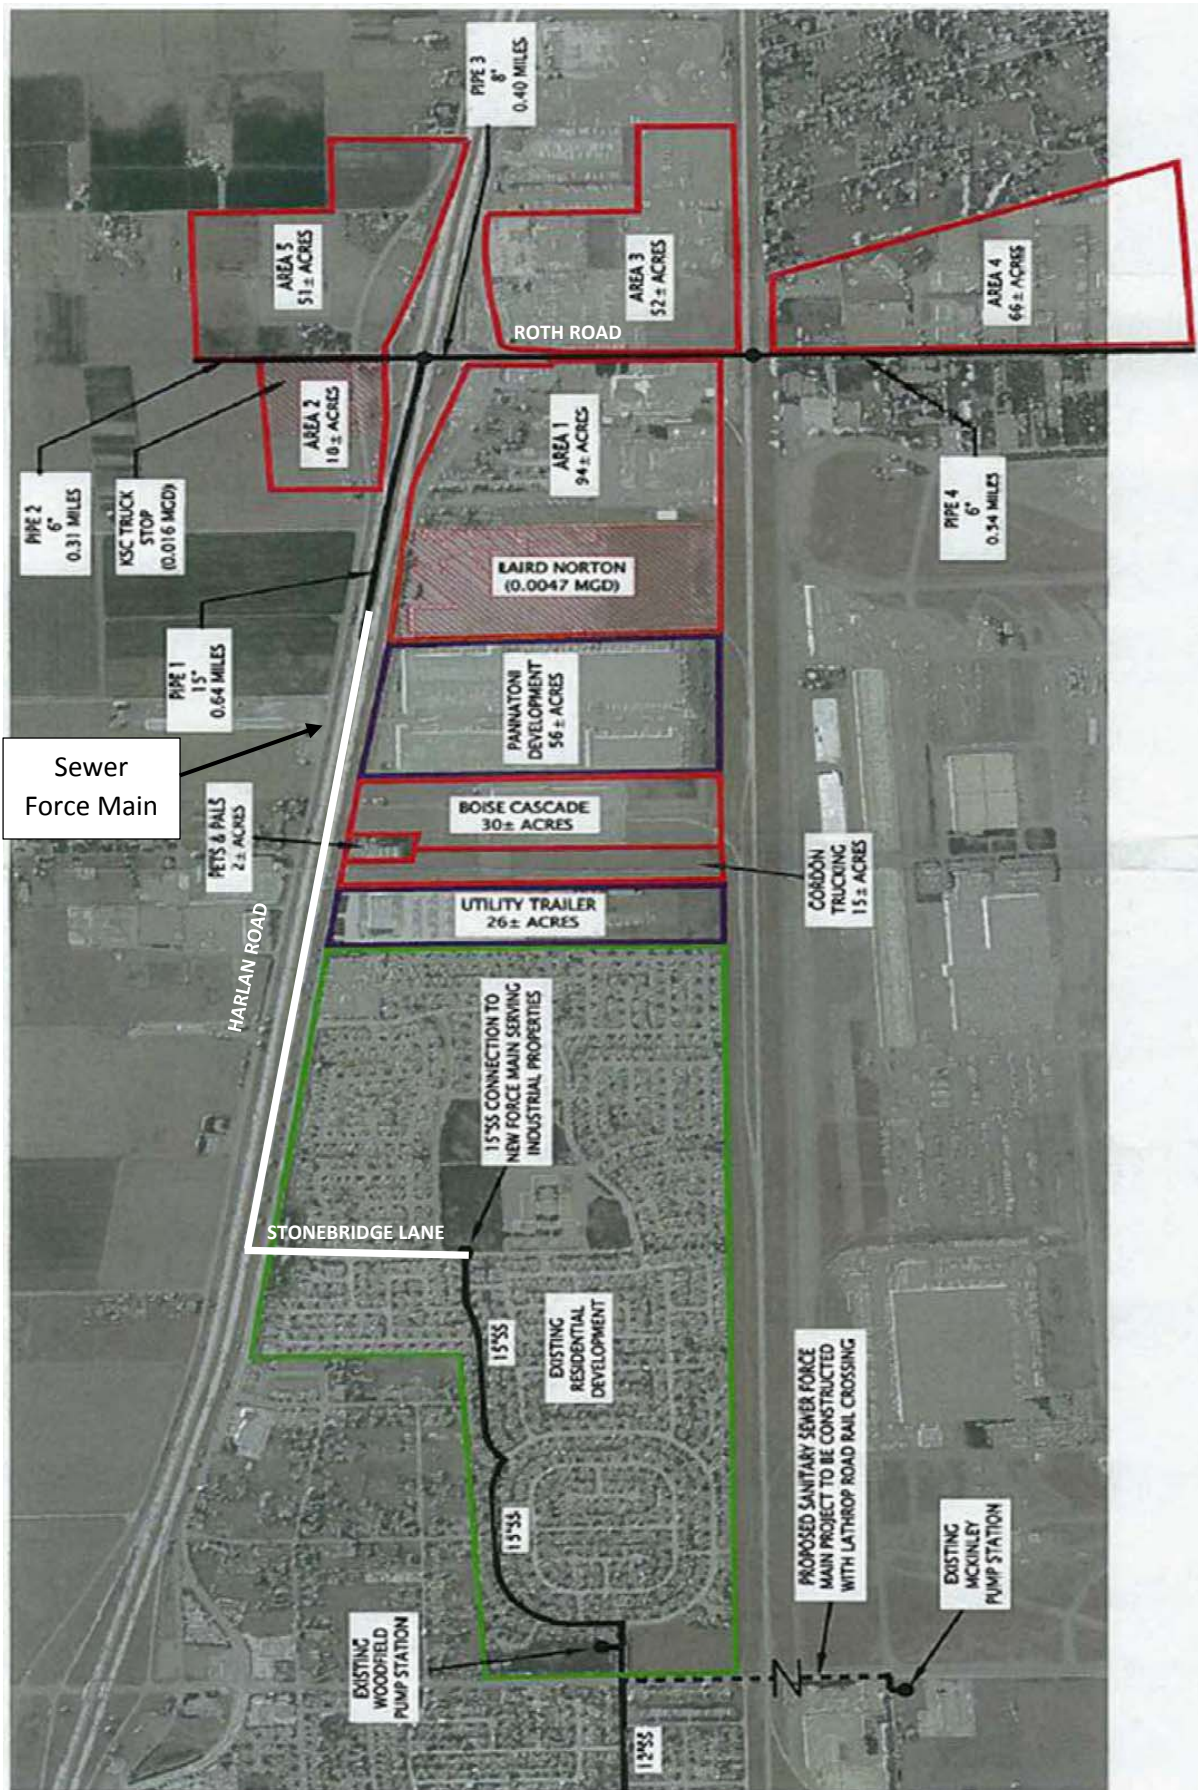 PIPE 3
8"
0.40 MILES
AREA 5
51± ACRES
AREA 3
52± ACRES
AREA 4
66± ACRES
ROTH ROAD
AREA 2
10± ACRES
AREA 1
94± ACRES
PIPE 2
6"
0.31 MILES
KSC TRUCK
STOP
(0.016 MGD)
PIPE 4
6"
0.54 MILES
LAIRD NORTON
(0.0047 MGD)
PIPE 1
15"
0.64 MILES
PANNATONI
DEVELOPMENT
56± ACRES
Sewer
Force Main
BOISE CASCADE
30± ACRES
PETS & PALS
2± ACRES
GORDON
TRUCKING
15± ACRES
UTILITY TRAILER
26± ACRES
HARLAN ROAD
15"SS CONNECTION TO
NEW FORCE MAIN SERVING
INDUSTRIAL PROPERTIES
STONEBRIDGE LANE
15"SS
EXISTING
RESIDENTIAL
DEVELOPMENT
15"SS
PROPOSED SANITARY SEWER FORCE
MAIN PROJECT TO BE CONSTRUCTED
WITH LATHROP ROAD RAIL CROSSING
EXISTING
MCKINLEY
PUMP STATION
EXISTING
WOODFIELD
PUMP STATION
12"SS